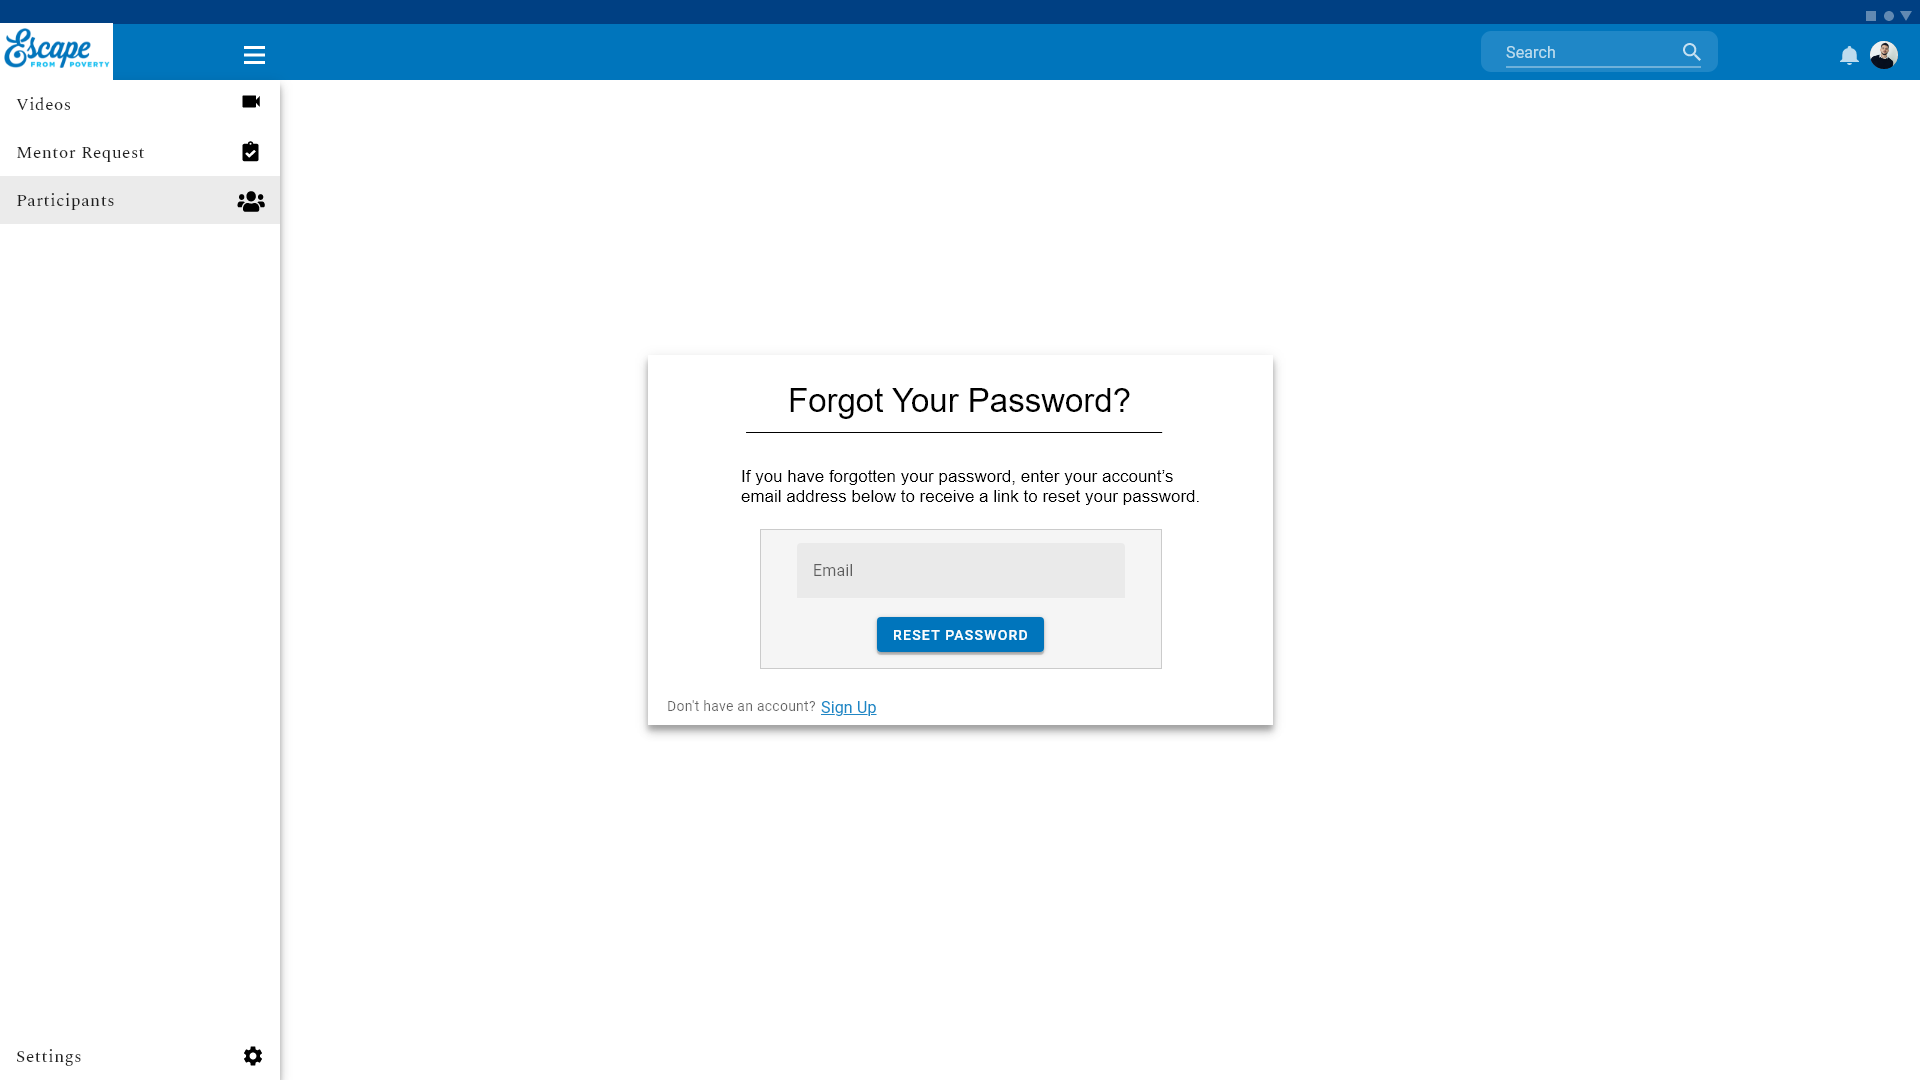 Escape
FROM POVERTY
Search
Videos
Mentor Request
Participants
Forgot Your Password?
If you have forgotten your password, enter your account’s
email address below to receive a link to reset your password.
Email
RESET PASSWORD
Don't have an account? Sign Up
Settings